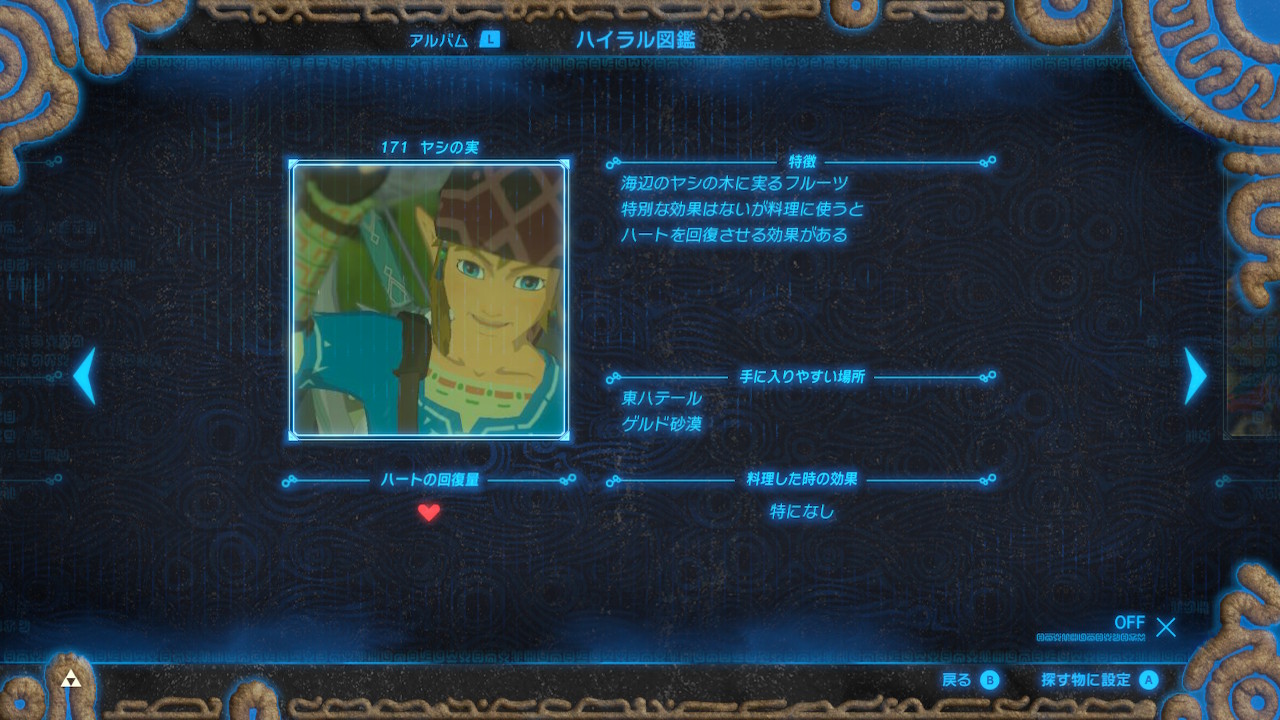 アルバム L
ハイラル図鑑
171 ヤシの実
特徴
海辺のヤシの木に実るフルーツ
特別な効果はないが料理に使うと
ハートを回復させる効果がある
手に入りやすい場所
東ハテール
ゲルド砂漠
ハートの回復量
料理した時の効果
特になし
OFF
戻る B
探す物に設定 A